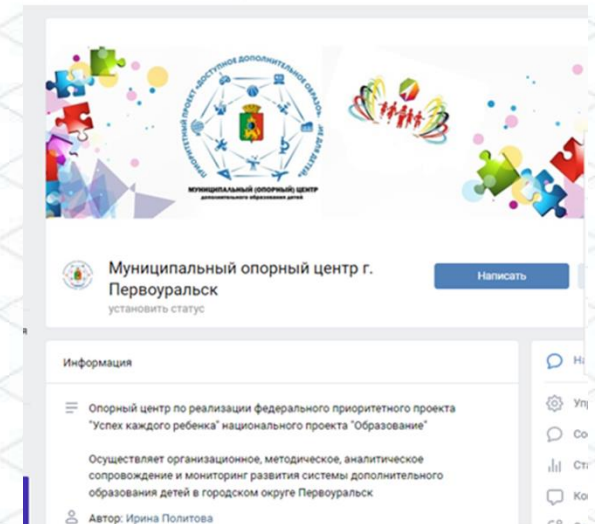 ПРИОРИТЕТНЫЙ ПРОЕКТ «ДОСТУПНОЕ ДОПОЛНИТЕЛЬНОЕ ОБРАЗОВАНИЕ ДЛЯ ДЕТЕЙ»
МУНИЦИПАЛЬНЫЙ (ОПОРНЫЙ) ЦЕНТР
дополнительного образования детей
Муниципальный опорный центр г.
Первоуральск
установить статус
Написать
Информация
Опорный центр по реализации федерального приоритетного проекта
"Успех каждого ребенка" национального проекта "Образование"
Осуществляет организационное, методическое, аналитическое
сопровождение и мониторинг развития системы дополнительного
образования детей в городском округе Первоуральск
Автор: Ирина Политова